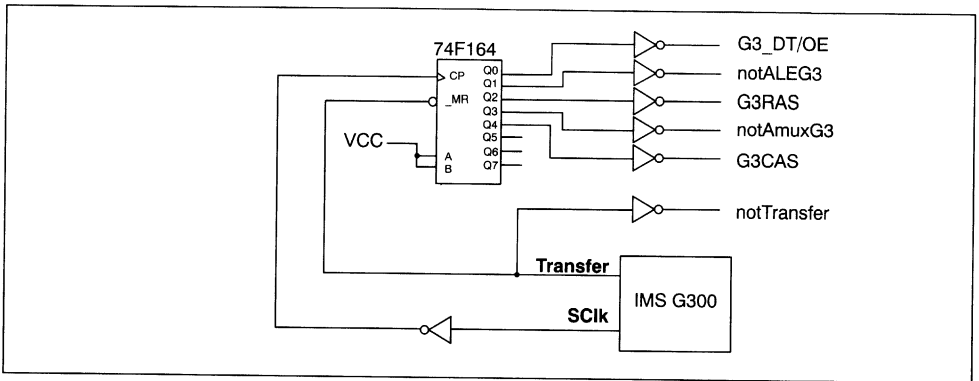 74F164
CP
_MR
A
B
Q0
Q1
Q2
Q3
Q4
Q5
Q6
Q7
VCC
G3_DT/OE
notALEG3
G3RAS
notAmuxG3
G3CAS
notTransfer
Transfer
SClk
IMS G300